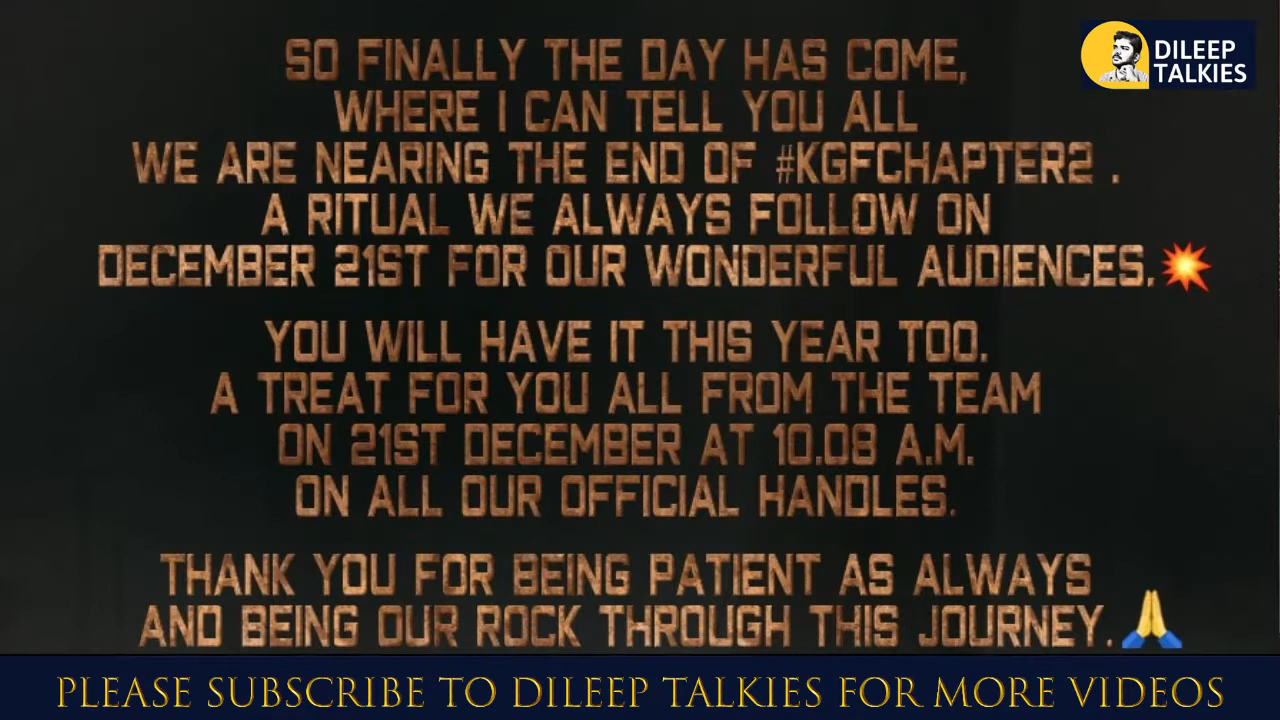 DILEEP
TALKIES
SO FINALLY THE DAY HAS COME,
WHERE I CAN TELL YOU ALL
WE ARE NEARING THE END OF #KGFCHAPTER2 .
A RITUAL WE ALWAYS FOLLOW ON
DECEMBER 21ST FOR OUR WONDERFUL AUDIENCES.💥
YOU WILL HAVE IT THIS YEAR TOO.
A TREAT FOR YOU ALL FROM THE TEAM
ON 21ST DECEMBER AT 10.08 A.M.
ON ALL OUR OFFICIAL HANDLES.
THANK YOU FOR BEING PATIENT AS ALWAYS
AND BEING OUR ROCK THROUGH THIS JOURNEY.🙏
PLEASE SUBSCRIBE TO DILEEP TALKIES FOR MORE VIDEOS